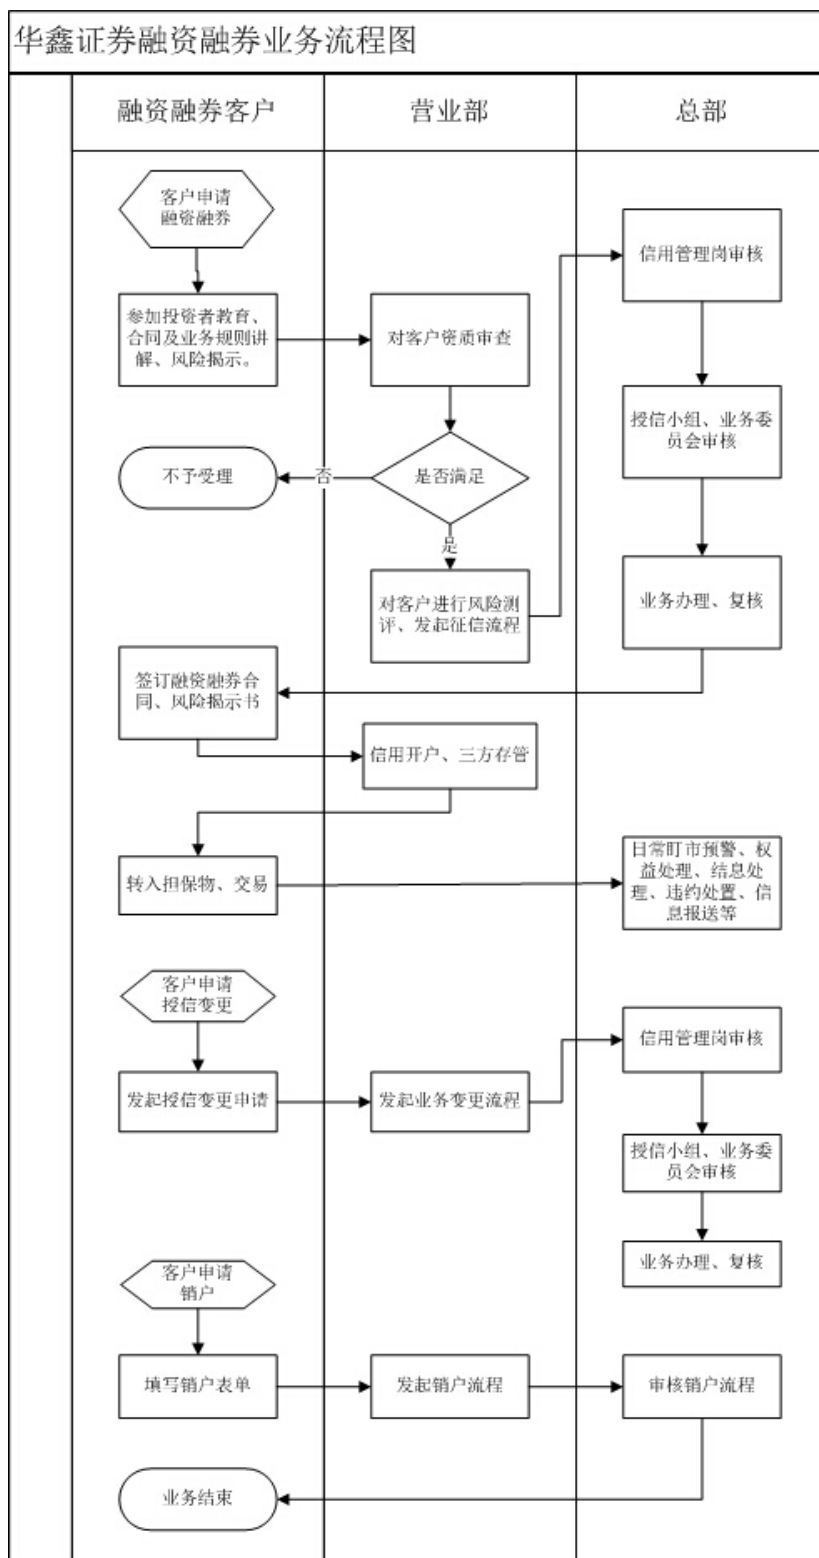 华鑫证券融资融券业务流程图
融资融券客户
营业部
总部
客户申请
融资融券
信用管理岗审核
参加投资者教育、
合同及业务规则讲
解、风险揭示。
对客户资质审查
授信小组、业务委
员会审核
不予受理
否
是否满足
是
对客户进行风险测
评、发起征信流程
业务办理、复核
签订融资融券合
同、风险揭示书
信用开户、三方存管
转入担保物、交易
日常盯市预警、权
益处理、结息处
理、违约处置、信
息报送等
客户申请
授信变更
信用管理岗审核
发起授信变更申请
发起业务变更流程
授信小组、业务委
员会审核
业务办理、复核
客户申请
销户
填写销户表单
发起销户流程
审核销户流程
业务结束